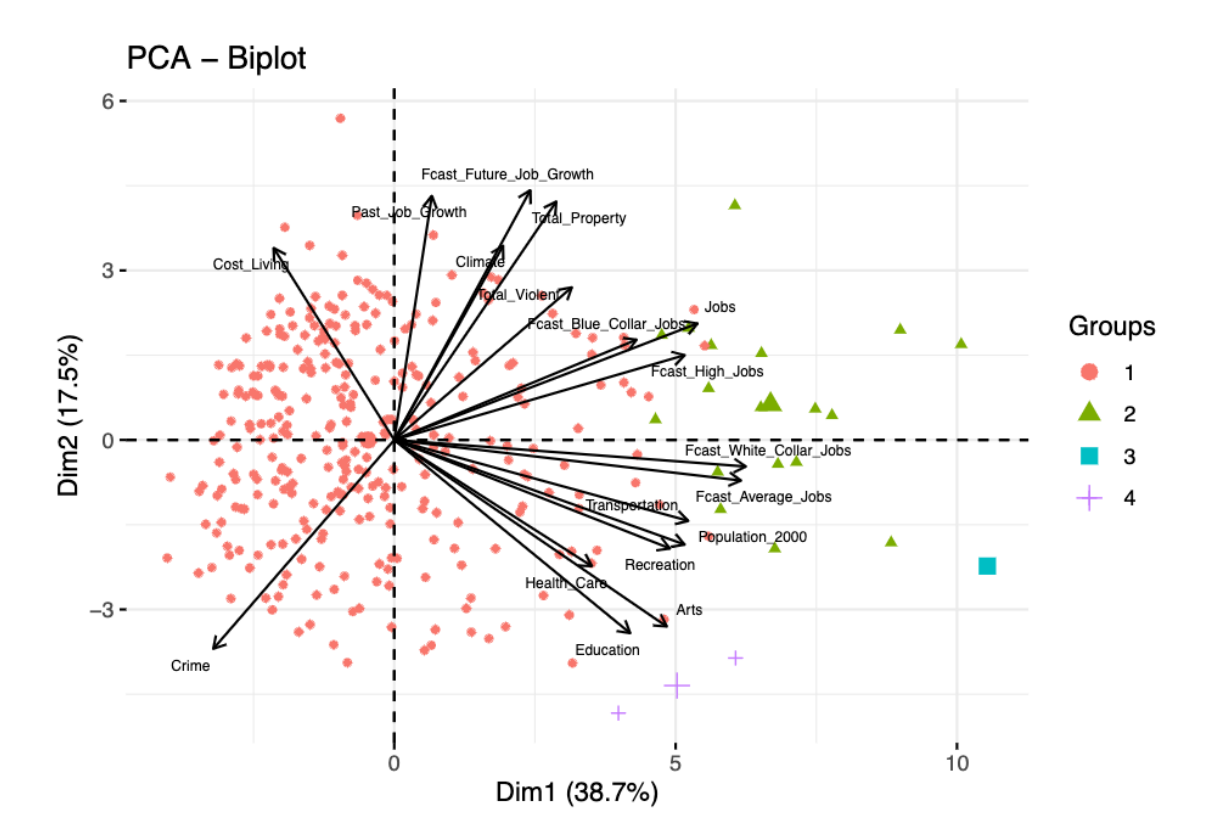 PCA – Biplot
6
Fcast_Future_Job_Growth
Past_Job_Growth
Total_Property
Cost_Living
Climate
3
Total_Violent
Jobs
Fcast_Blue_Collar_Jobs
Fcast_High_Jobs
0
Fcast_White_Collar_Jobs
Fcast_Average_Jobs
Transportation
Population_2000
Recreation
Health_Care
−3
Arts
Education
Crime
0
5
10
Dim1 (38.7%)
Dim2 (17.5%)
Groups
1
2
3
4